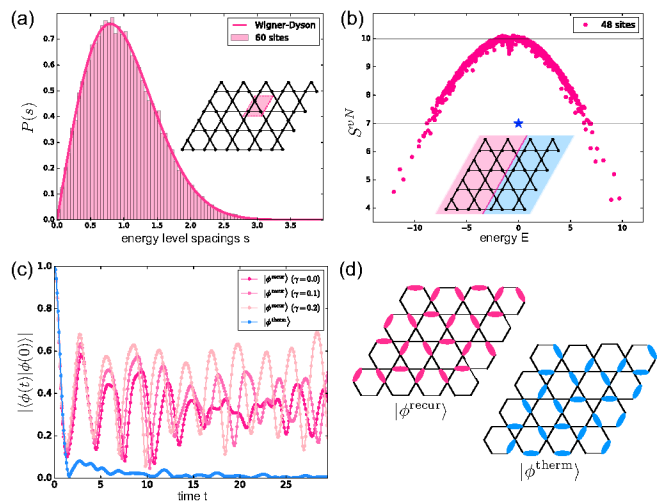 (a)
Wigner-Dyson
60 sites
P(s)
0.7
0.6
0.5
0.4
0.3
0.2
0.1
0.0
0.0 0.5 1.0 1.5 2.0 2.5 3.0 3.5
energy level spacings s
(b)
48 sites
S^{vN}
10
9
8
7
6
5
4
−10 −5 0 5 10
energy E
(c)
|ϕ^{recur}⟩ (γ=0.0)
|ϕ^{recur}⟩ (γ=0.1)
|ϕ^{recur}⟩ (γ=0.2)
|ϕ^{therm}⟩
|⟨ϕ(t)|ϕ(0)⟩|
1.0
0.8
0.6
0.4
0.2
0.0
0 5 10 15 20 25
time t
(d)
|ϕ^{recur}⟩
|ϕ^{therm}⟩